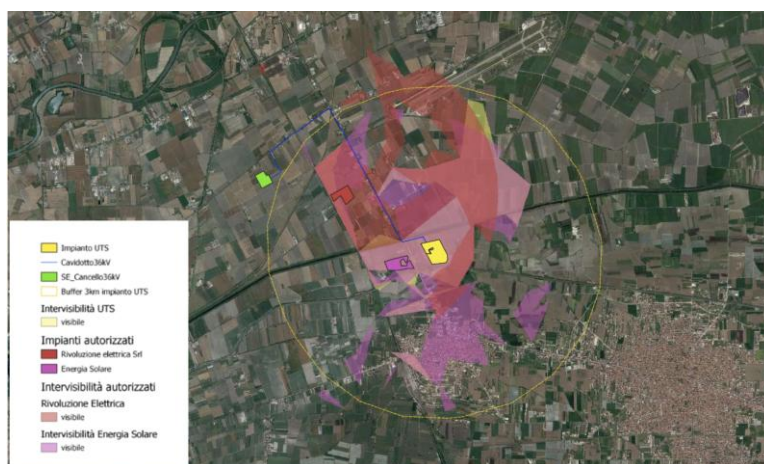 Impianto UTS
Cavidotto36kV
SE_Cancello36kV
Buffer 3km impianto UTS
Intervisibilità UTS
visibile
Impianti autorizzati
Rivoluzione elettrica Srl
Energia Solare
Intervisibilità autorizzati
Rivoluzione Elettrica
visibile
Intervisibilità Energia Solare
visibile